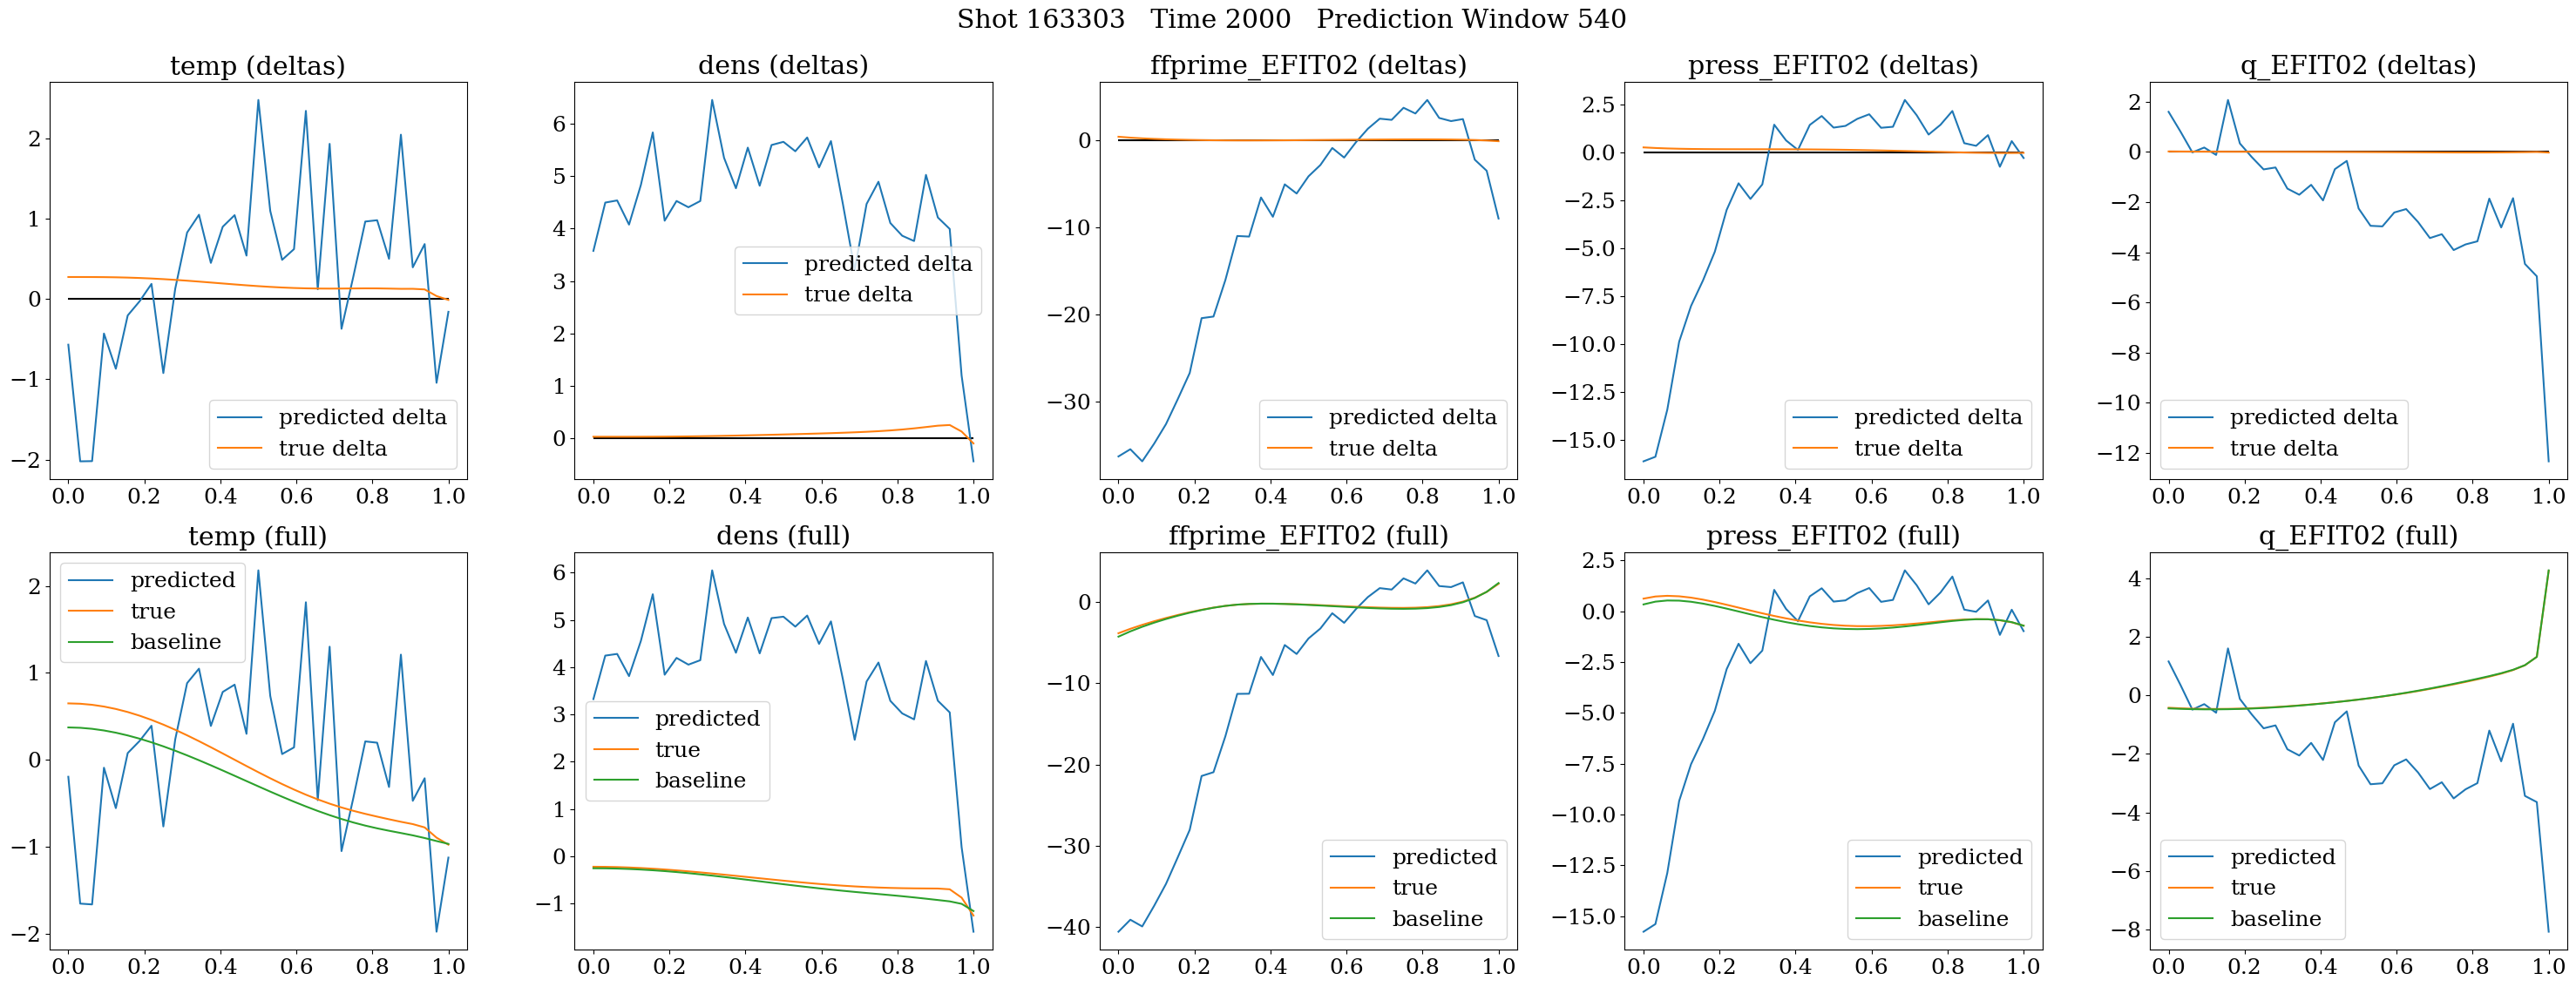 Shot 163303   Time 2000   Prediction Window 540
temp (deltas)
2
1
0
−1
−2
0.0 0.2 0.4 0.6 0.8 1.0
predicted delta
true delta
dens (deltas)
6
5
4
3
2
1
0
0.0 0.2 0.4 0.6 0.8 1.0
predicted delta
true delta
ffprime_EFIT02 (deltas)
0
−10
−20
−30
0.0 0.2 0.4 0.6 0.8 1.0
predicted delta
true delta
press_EFIT02 (deltas)
2.5
0.0
−2.5
−5.0
−7.5
−10.0
−12.5
−15.0
0.0 0.2 0.4 0.6 0.8 1.0
predicted delta
true delta
q_EFIT02 (deltas)
2
0
−2
−4
−6
−8
−10
−12
0.0 0.2 0.4 0.6 0.8 1.0
predicted delta
true delta
temp (full)
2
1
0
−1
−2
0.0 0.2 0.4 0.6 0.8 1.0
predicted
true
baseline
dens (full)
6
5
4
3
2
1
0
−1
0.0 0.2 0.4 0.6 0.8 1.0
predicted
true
baseline
ffprime_EFIT02 (full)
0
−10
−20
−30
−40
0.0 0.2 0.4 0.6 0.8 1.0
predicted
true
baseline
press_EFIT02 (full)
2.5
0.0
−2.5
−5.0
−7.5
−10.0
−12.5
−15.0
0.0 0.2 0.4 0.6 0.8 1.0
predicted
true
baseline
q_EFIT02 (full)
4
2
0
−2
−4
−6
−8
0.0 0.2 0.4 0.6 0.8 1.0
predicted
true
baseline